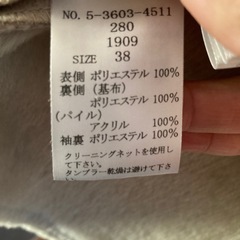 NO. 5-3603-4511
280
1909
SIZE 38
表側 ポリエステル 100%
裏側 (基布)
ポリエステル 100%
(パイル)
アクリル 100%
袖裏 ポリエステル 100%
クリーニングネットを使用し
て下さい。
タンブラー乾燥は避けて下さ
い。